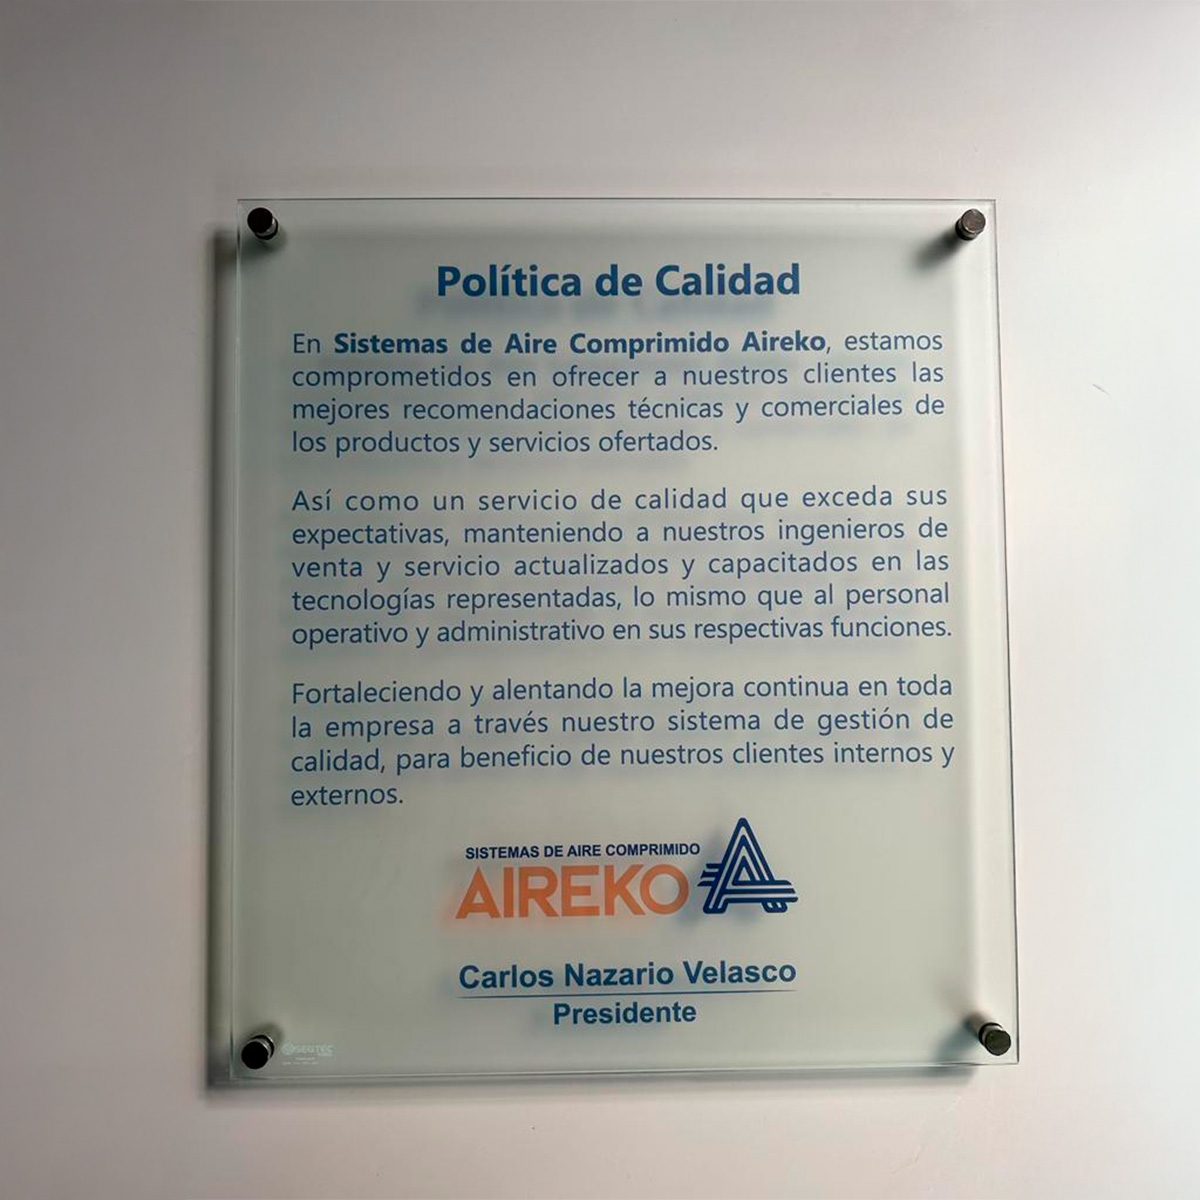 Política de Calidad
En Sistemas de Aire Comprimido Aireko, estamos
comprometidos en ofrecer a nuestros clientes las
mejores recomendaciones técnicas y comerciales de
los productos y servicios ofertados.
Así como un servicio de calidad que exceda sus
expectativas, manteniendo a nuestros ingenieros de
venta y servicio actualizados y capacitados en las
tecnologías representadas, lo mismo que al personal
operativo y administrativo en sus respectivas funciones.
Fortaleciendo y alentando la mejora continua en toda
la empresa a través nuestro sistema de gestión de
calidad, para beneficio de nuestros clientes internos y
externos.
SISTEMAS DE AIRE COMPRIMIDO
AIREKO
Carlos Nazario Velasco
Presidente